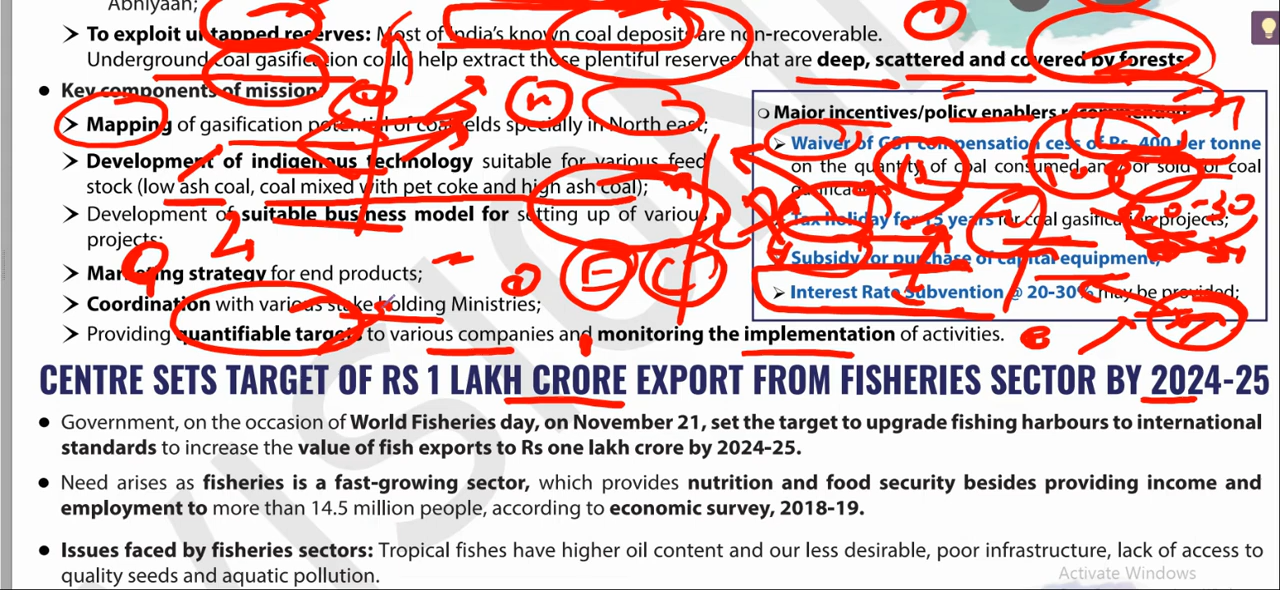 Abhiyaan;
➤ To exploit untapped reserves: Most of India's known coal deposits are non-recoverable.
Underground coal gasification could help extract those plentiful reserves that are deep, scattered and covered by forests.
● Key components of mission
➤ Mapping of gasification potential of coalfields specially in North east;
➤ Development of indigenous technology suitable for various feed
stock (low ash coal, coal mixed with pet coke and high ash coal);
➤ Development of suitable business model for setting up of various
projects;
➤ Marketing strategy for end products;
➤ Coordination with various stake holding Ministries;
➤ Providing quantifiable targets to various companies and monitoring the implementation of activities.
○ Major incentives/policy enablers recommended:
➤ Waiver of GST compensation cess of Rs. 400 per tonne
on the quantity of coal consumed and/or sold for coal
gasification;
➤ Tax holiday for 15 years for coal gasification projects;
➤ Subsidy for purchase of capital equipment;
➤ Interest Rate Subvention @ 20-30% may be provided;
CENTRE SETS TARGET OF RS 1 LAKH CRORE EXPORT FROM FISHERIES SECTOR BY 2024-25
● Government, on the occasion of World Fisheries day, on November 21, set the target to upgrade fishing harbours to international
standards to increase the value of fish exports to Rs one lakh crore by 2024-25.
● Need arises as fisheries is a fast-growing sector, which provides nutrition and food security besides providing income and
employment to more than 14.5 million people, according to economic survey, 2018-19.
● Issues faced by fisheries sectors: Tropical fishes have higher oil content and our less desirable, poor infrastructure, lack of access to
quality seeds and aquatic pollution.
Activate Windows